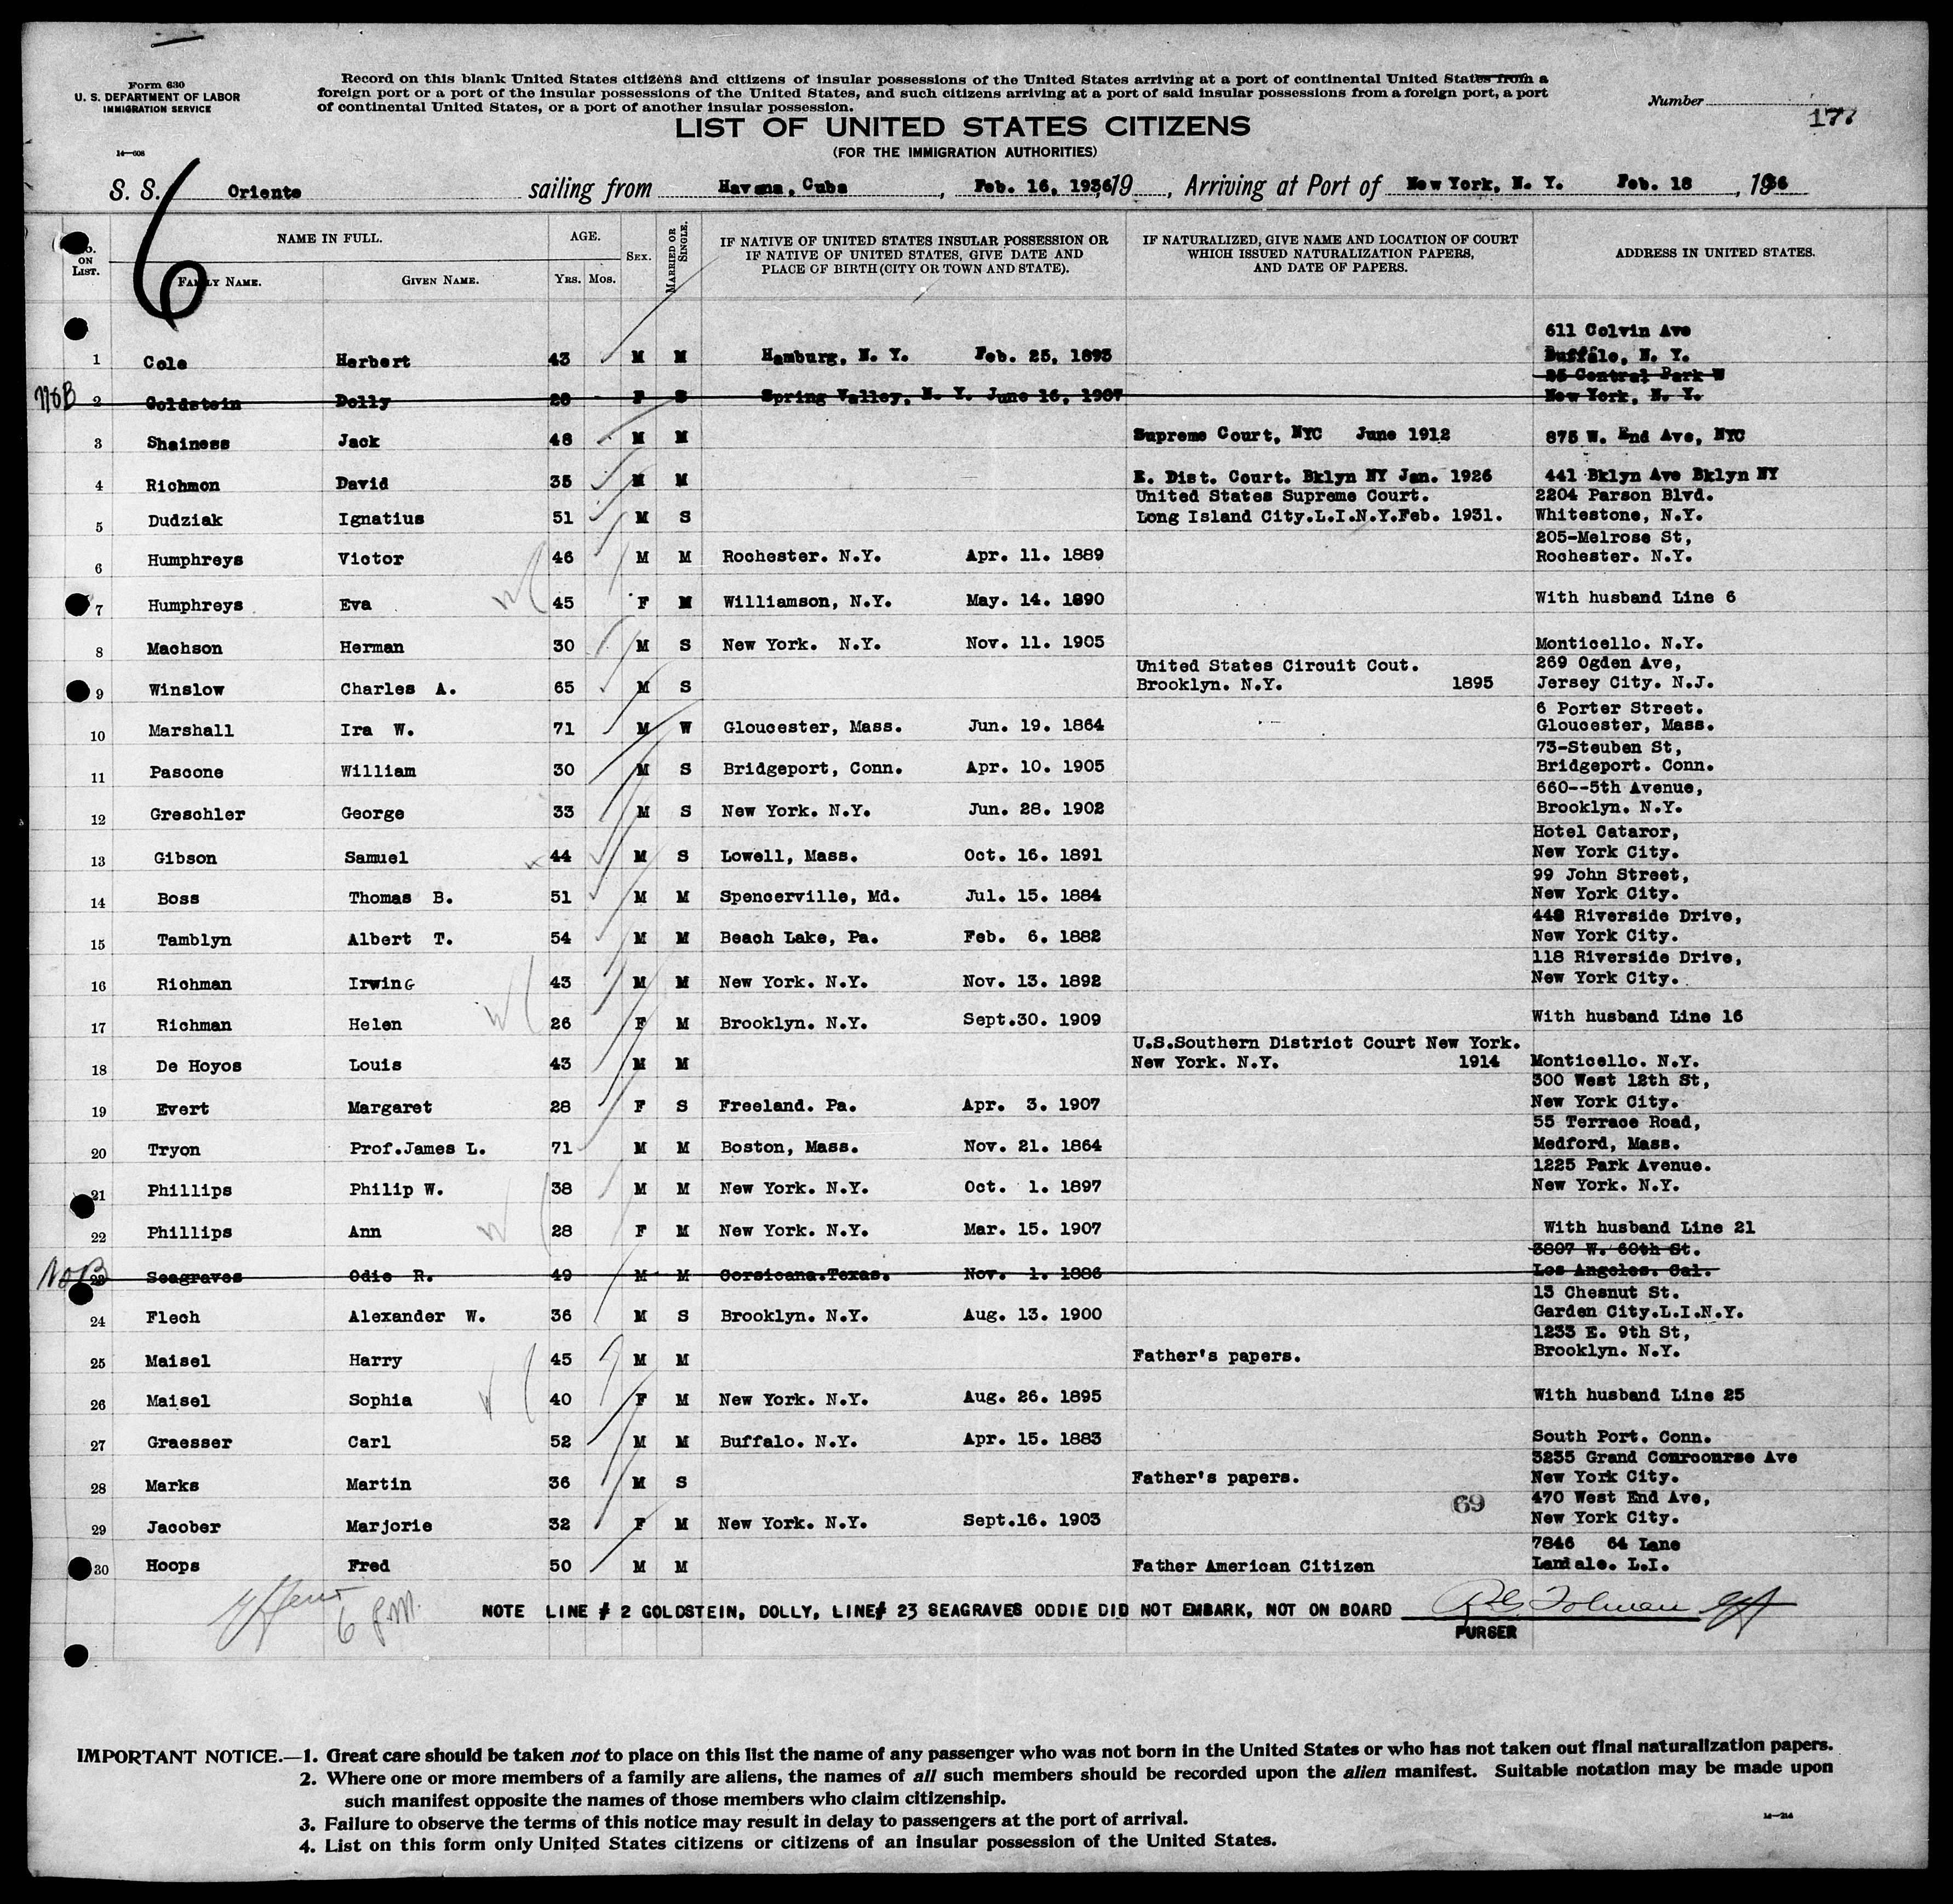 Form 630
U. S. DEPARTMENT OF LABOR
IMMIGRATION SERVICE
14—608
Record on this blank United States citizens and citizens of insular possessions of the United States arriving at a port of continental United States from a
foreign port or a port of the insular possessions of the United States, and such citizens arriving at a port of said insular possessions from a foreign port, a port
of continental United States, or a port of another insular possession.
Number
177
LIST OF UNITED STATES CITIZENS
(FOR THE IMMIGRATION AUTHORITIES)
6
S. S. Oriente sailing from Havana, Cuba, Feb. 16, 1936, 19, Arriving at Port of New York, N. Y. Feb. 18, 1936
No. ON LIST. NAME IN FULL. FAMILY NAME. GIVEN NAME. AGE. YRS. MOS. SEX. MARRIED OR SINGLE. IF NATIVE OF UNITED STATES INSULAR POSSESSION OR IF NATIVE OF UNITED STATES, GIVE DATE AND PLACE OF BIRTH (CITY OR TOWN AND STATE). IF NATURALIZED, GIVE NAME AND LOCATION OF COURT WHICH ISSUED NATURALIZATION PAPERS, AND DATE OF PAPERS. ADDRESS IN UNITED STATES.
1 Cole Herbert 43 M M Hamburg, N. Y. Feb. 25, 1893 611 Colvin Ave Buffalo, N. Y.
NOB 2 Goldstein Dolly 28 F S Spring Valley, N. Y. June 16, 1907 25 Central Park W New York, N. Y.
3 Shainess Jack 48 M M Supreme Court, NYC June 1912 875 W. End Ave, NYC
4 Richmon David 35 M M E. Dist. Court. Bklyn NY Jan. 1926 441 Bklyn Ave Bklyn NY
5 Dudziak Ignatius 51 M S United States Supreme Court. Long Island City.L.I.N.Y.Feb. 1931. 2204 Parson Blvd. Whitestone, N.Y.
6 Humphreys Victor 46 M M Rochester. N.Y. Apr. 11. 1889 205-Melrose St, Rochester. N.Y.
7 Humphreys Eva 45 F M Williamson, N.Y. May. 14. 1890 With husband Line 6
8 Machson Herman 30 M S New York. N.Y. Nov. 11. 1905 Monticello. N.Y.
9 Winslow Charles A. 65 M S United States Circuit Cout. Brooklyn. N.Y. 1895 269 Ogden Ave, Jersey City. N.J.
10 Marshall Ira W. 71 M W Gloucester, Mass. Jun. 19. 1864 6 Porter Street. Gloucester, Mass.
11 Pascone William 30 M S Bridgeport, Conn. Apr. 10. 1905 73-Steuben St, Bridgeport. Conn.
12 Greschler George 33 M S New York. N.Y. Jun. 28. 1902 660--5th Avenue, Brooklyn. N.Y.
13 Gibson Samuel 44 M S Lowell, Mass. Oct. 16. 1891 Hotel Cataror, New York City.
14 Boss Thomas B. 51 M M Spencerville, Md. Jul. 15. 1884 99 John Street, New York City.
15 Tamblyn Albert T. 54 M M Beach Lake, Pa. Feb. 6. 1882 448 Riverside Drive, New York City.
16 Richman Irwing 43 M M New York. N.Y. Nov. 13. 1892 118 Riverside Drive, New York City.
17 Richman Helen 26 F M Brooklyn. N.Y. Sept.30. 1909 With husband Line 16
18 De Hoyos Louis 43 M M U.S.Southern District Court New York. New York. N.Y. 1914 Monticello. N.Y.
19 Evert Margaret 28 F S Freeland. Pa. Apr. 3. 1907 300 West 12th St, New York City.
20 Tryon Prof.James L. 71 M M Boston, Mass. Nov. 21. 1864 55 Terrace Road, Medford, Mass.
21 Phillips Philip W. 38 M M New York. N.Y. Oct. 1. 1897 1225 Park Avenue. New York. N.Y.
22 Phillips Ann 28 F M New York. N.Y. Mar. 15. 1907 With husband Line 21
NOB 23 Seagraves Odie R. 49 M M Corsicana.Texas. Nov. 1. 1886 3807 W. 60th St. Los Angeles. Cal.
24 Flech Alexander W. 36 M S Brooklyn. N.Y. Aug. 13. 1900 13 Chesnut St. Garden City.L.I.N.Y.
25 Maisel Harry 45 M M Father's papers. 1233 E. 9th St, Brooklyn. N.Y.
26 Maisel Sophia 40 F M New York. N.Y. Aug. 26. 1895 With husband Line 25
27 Graesser Carl 52 M M Buffalo. N.Y. Apr. 15. 1883 South Port. Conn.
28 Marks Martin 36 M S Father's papers. 3235 Grand Conroonrse Ave New York City.
69
29 Jacober Marjorie 32 F M New York. N.Y. Sept.16. 1903 470 West End Ave, New York City.
30 Hoops Fred 50 M M Father American Citizen 7846 64 Lane Landale. L.I.
6 P.M.
NOTE LINE # 2 GOLDSTEIN, DOLLY, LINE# 23 SEAGRAVES ODDIE DID NOT EMBARK, NOT ON BOARD Tolman
PURSER
IMPORTANT NOTICE.—1. Great care should be taken not to place on this list the name of any passenger who was not born in the United States or who has not taken out final naturalization papers.
2. Where one or more members of a family are aliens, the names of all such members should be recorded upon the alien manifest. Suitable notation may be made upon
such manifest opposite the names of those members who claim citizenship.
3. Failure to observe the terms of this notice may result in delay to passengers at the port of arrival.
4. List on this form only United States citizens or citizens of an insular possession of the United States.
14—214